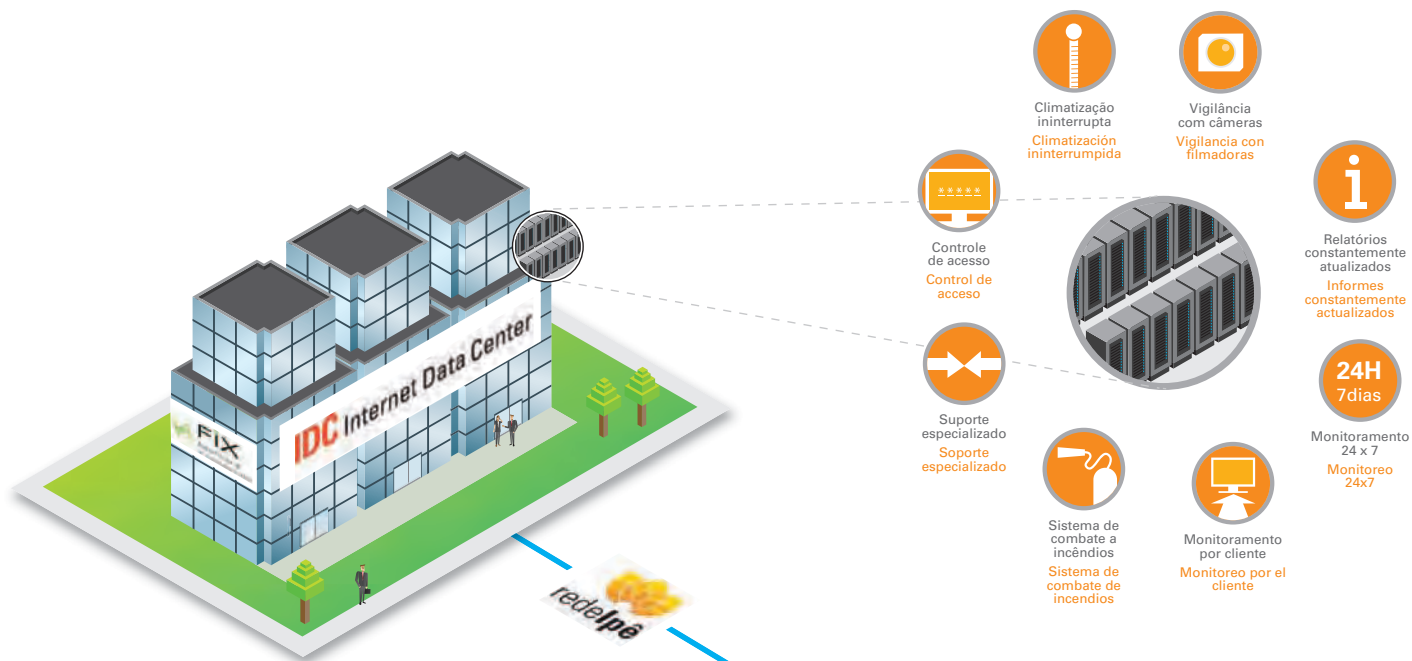 Climatização
ininterrupta
Climatización
ininterrumpida
Vigilância
com câmeras
Vigilancia con
filmadoras
*****
Controle
de acesso
Control de
acceso
i
Relatórios
constantemente
atualizados
Informes
constantemente
actualizados
Suporte
especializado
Soporte
especializado
24H
7dias
Monitoramento
24 x 7
Monitoreo
24x7
Sistema de
combate a
incêndios
Sistema de
combate de
incendios
Monitoramento
por cliente
Monitoreo por el
cliente
FIX
IDC Internet Data Center
redeIpê